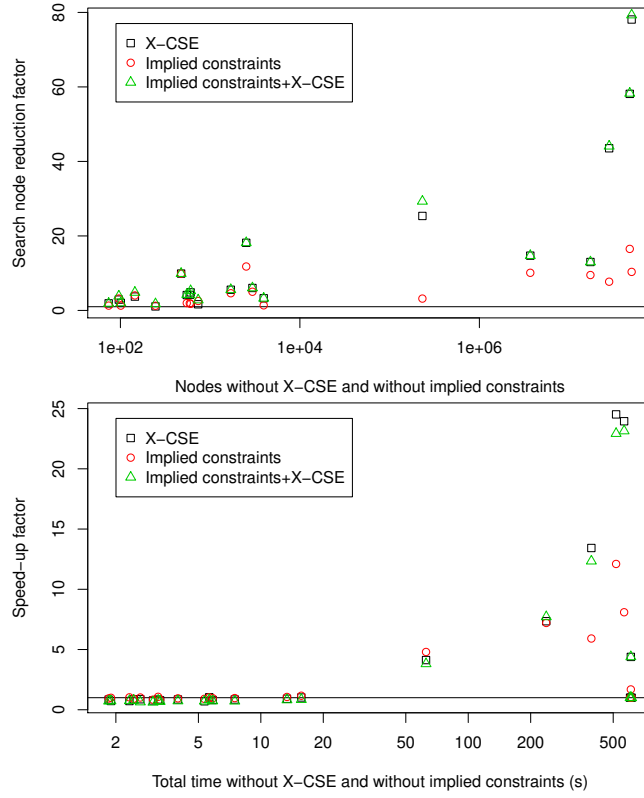 80
60
40
20
0
Search node reduction factor
X−CSE
Implied constraints
Implied constraints+X−CSE
1e+02 1e+04 1e+06
Nodes without X−CSE and without implied constraints
25
20
15
10
5
0
Speed−up factor
X−CSE
Implied constraints
Implied constraints+X−CSE
2 5 10 20 50 100 200 500
Total time without X−CSE and without implied constraints (s)